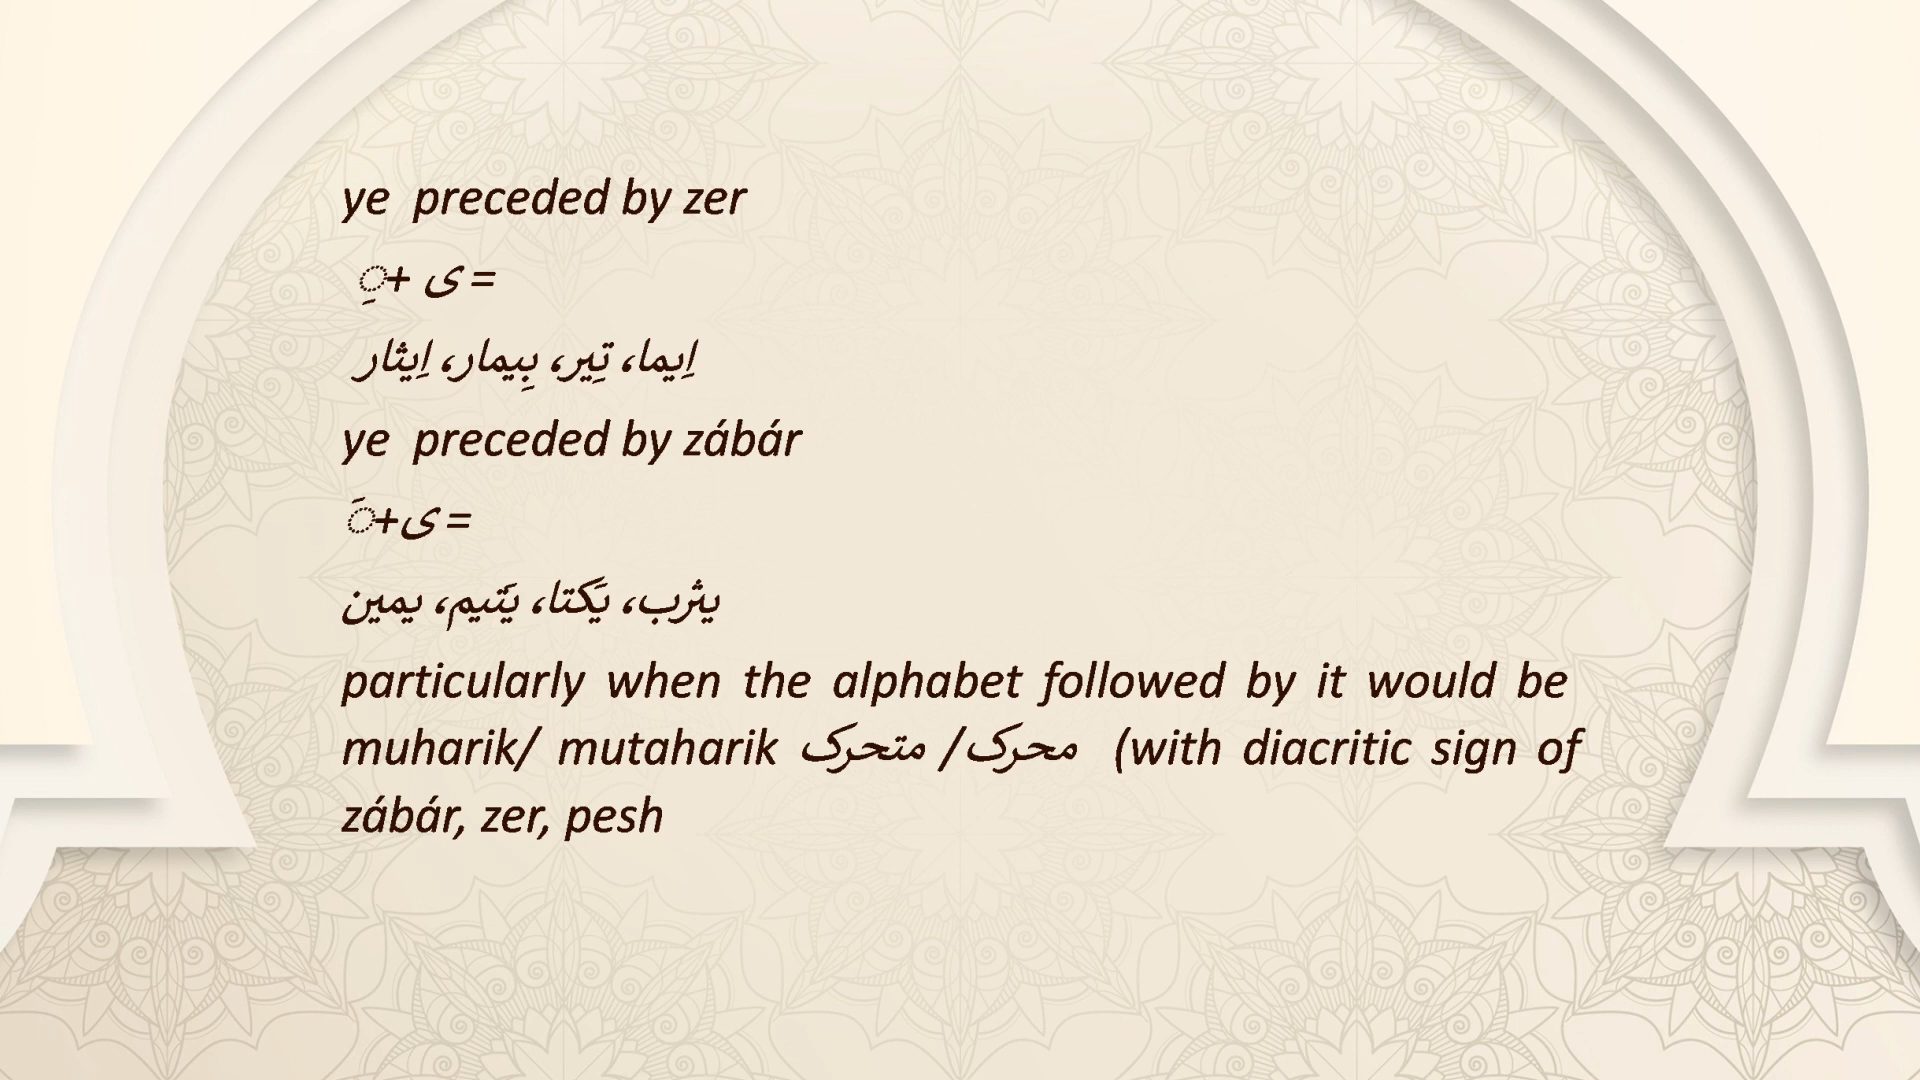 ye preceded by zer
ِ+ ی =
اِیما، تِیر، بِیمار، اِیثار
ye preceded by zábár
َ+ی =
یثرب، یَکتا، یَتیم، یمین
particularly when the alphabet followed by it would be
muharik/ mutaharik محرک/ متحرک (with diacritic sign of
zábár, zer, pesh